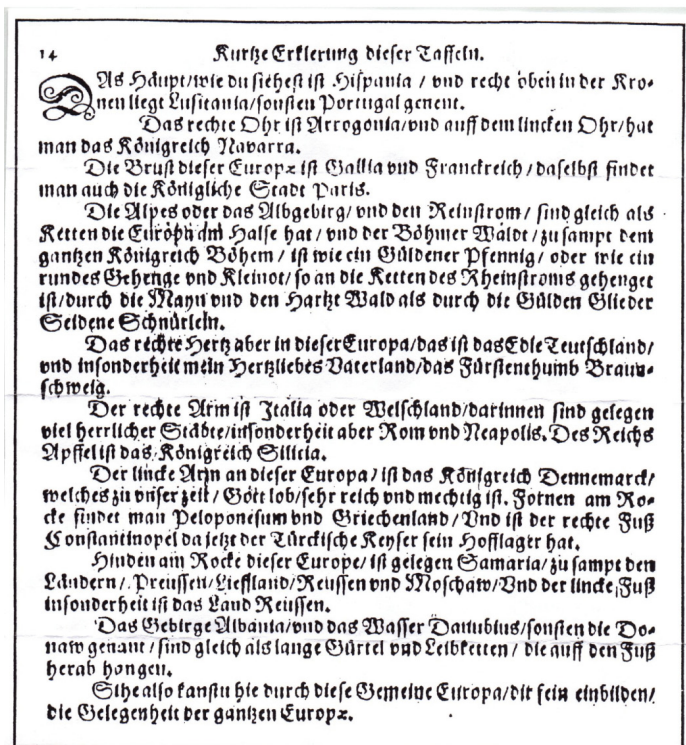 14 Kurtze Erklerung dieser Taffeln.
DAs Häupt/wie du siehest ist Hispania / vnd recht oben in der Kro-
nen liegt Lusitania/sonsten Portugal genent.
Das rechte Ohr ist Arrogonia/vnd auff dem lincken Ohr/hat
man das Königreich Navarra.
Die Brust dieser Europæ ist Gallia vnd Franckreich / daselbst findet
man auch die Königliche Stadt Paris.
Die Alpes oder das Albgebirg/ vnd den Reinstrom / sind gleich als
Ketten die Europa am Halse hat / vnd der Böhmer Waldt / zu sampt dem
gantzen Königreich Böhem / ist wie ein Güldener Pfennig/ oder wie ein
rundes Gehenge vnd Kleinot/ so an die Ketten des Rheinstroms gehenget
ist/durch die Mayn vnd den Hartze Wald als durch die Gülden Glieder
Seidene Schnürlein.
Das rechte Hertz aber in dieser Europa/das ist das Edle Teutschland/
vnd insonderheit mein Hertzliebes Vaterland/das Fürstenthumb Braun-
schweig.
Der rechte Arm ist Italia oder Welschland/darinnen sind gelegen
viel herrlicher Städte/insonderheit aber Rom vnd Neapolis. Des Reichs
Apffel ist das Königreich Silicia.
Der lincke Arm an dieser Europa / ist das Königreich Dennemarck/
welches zu vnser zeit / Gott lob/sehr reich vnd mechtig ist. Fornen am Ro-
cke findet man Peloponesum vnd Griechenland / Vnd ist der rechte Fuß
Constantinopel da jetzt der Türckische Keyser sein Hofflager hat.
Hinden am Rocke dieser Europe/ ist gelegen Samaria/ zu sampt den
Ländern / Preussen/Lieffland/Reussen vnd Moschaw/Vnd der lincke Fuß
insonderheit ist das Land Reussen.
Das Gebirge Albania/vnd das Wasser Danubius/sonsten die Do-
naw genant / sind gleich als lange Gürtel vnd Leibketten / die auff den Fuß
herab hongen.
Sihe also kanstu hie durch diese Gemeine Europa/dir fein einbilden/
die Gelegenheit der gantzen Europæ.